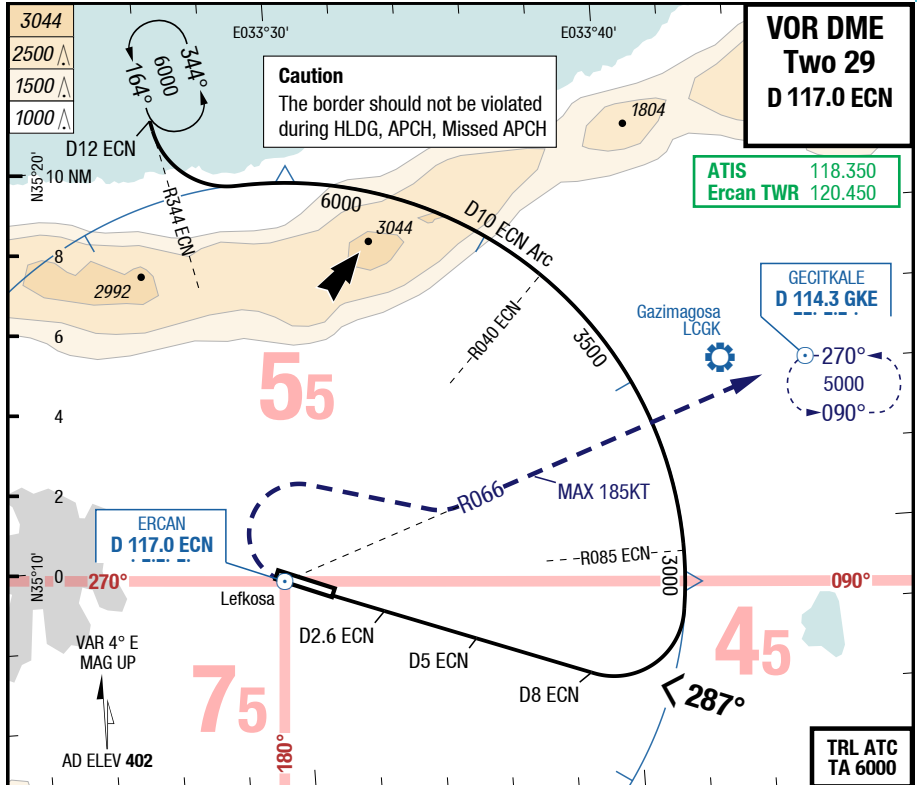 3044
2500
1500
1000
E033°30'
E033°40'
VOR DME
Two 29
D 117.0 ECN
344°
6000
164°
Caution
The border should not be violated
during HLDG, APCH, Missed APCH
1804
D12 ECN
ATIS 118.350
Ercan TWR 120.450
N35°20'
10 NM
R344 ECN
6000
D10 ECN Arc
3044
8
2992
GECITKALE
D 114.3 GKE
R040 ECN
Gazimagosa
LCGK
6
3500
270°
5000
090°
55
4
2
R066
MAX 185KT
ERCAN
D 117.0 ECN
R085 ECN
3000
N35°10'
0
270°
090°
Lefkosa
D2.6 ECN
45
VAR 4° E
MAG UP
D5 ECN
75
D8 ECN
287°
180°
AD ELEV 402
TRL ATC
TA 6000